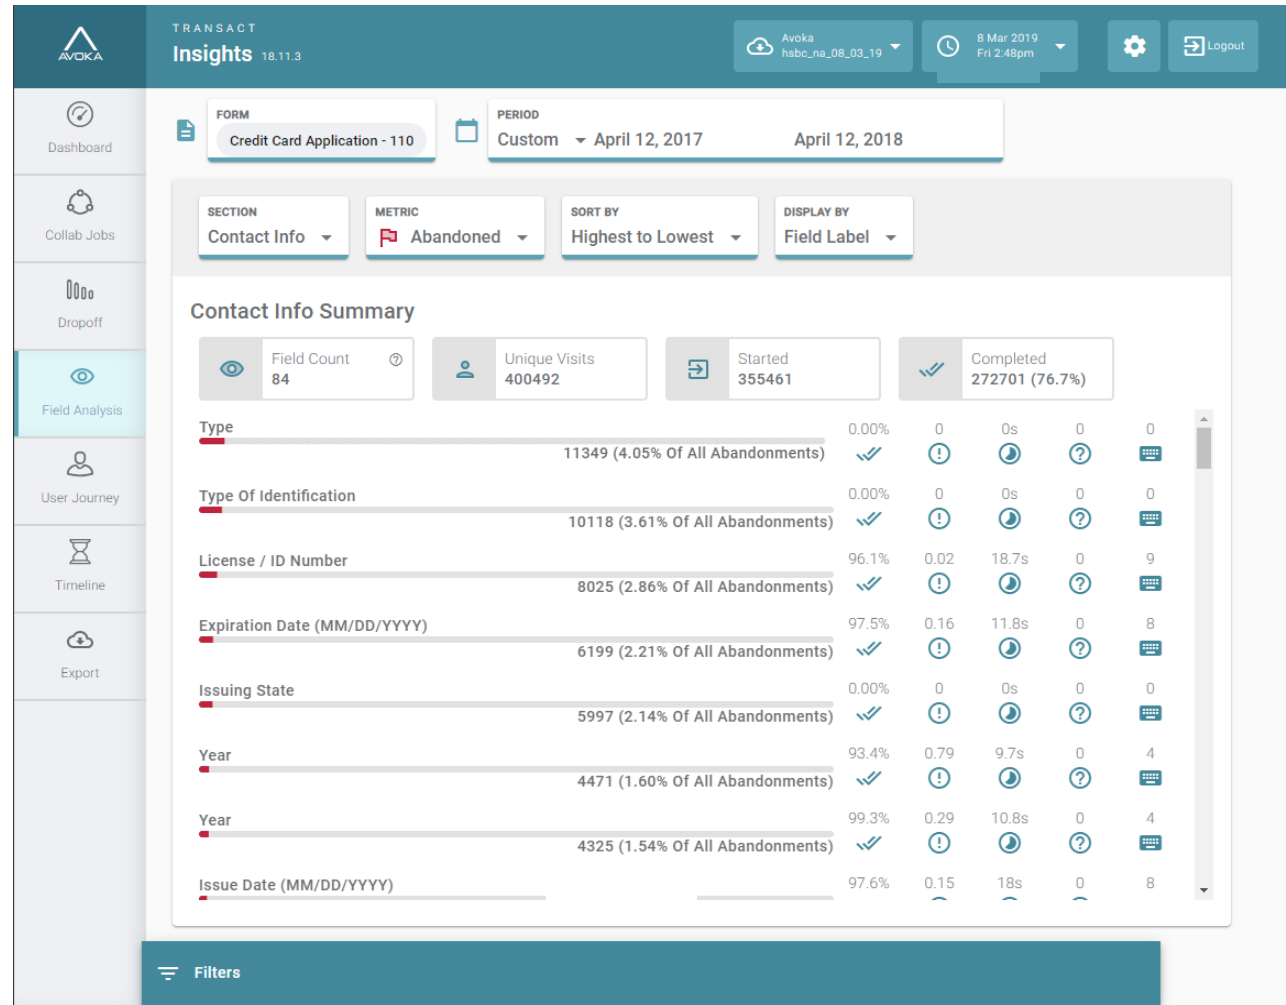 AVOKA
TRANSACT
Insights 18.11.3
Avoka
hsbc_na_08_03_19
8 Mar 2019
Fri 2:48pm
Logout
Dashboard
Collab Jobs
Dropoff
Field Analysis
User Journey
Timeline
Export
FORM
Credit Card Application - 110
PERIOD
Custom April 12, 2017 April 12, 2018
SECTION
Contact Info
METRIC
Abandoned
SORT BY
Highest to Lowest
DISPLAY BY
Field Label
Contact Info Summary
Field Count
84
Unique Visits
400492
Started
355461
Completed
272701 (76.7%)
Type 0.00% 0 0s 0 0
11349 (4.05% Of All Abandonments)
Type Of Identification 0.00% 0 0s 0 0
10118 (3.61% Of All Abandonments)
License / ID Number 96.1% 0.02 18.7s 0 9
8025 (2.86% Of All Abandonments)
Expiration Date (MM/DD/YYYY) 97.5% 0.16 11.8s 0 8
6199 (2.21% Of All Abandonments)
Issuing State 0.00% 0 0s 0 0
5997 (2.14% Of All Abandonments)
Year 93.4% 0.79 9.7s 0 4
4471 (1.60% Of All Abandonments)
Year 99.3% 0.29 10.8s 0 4
4325 (1.54% Of All Abandonments)
Issue Date (MM/DD/YYYY) 97.6% 0.15 18s 0 8
Filters